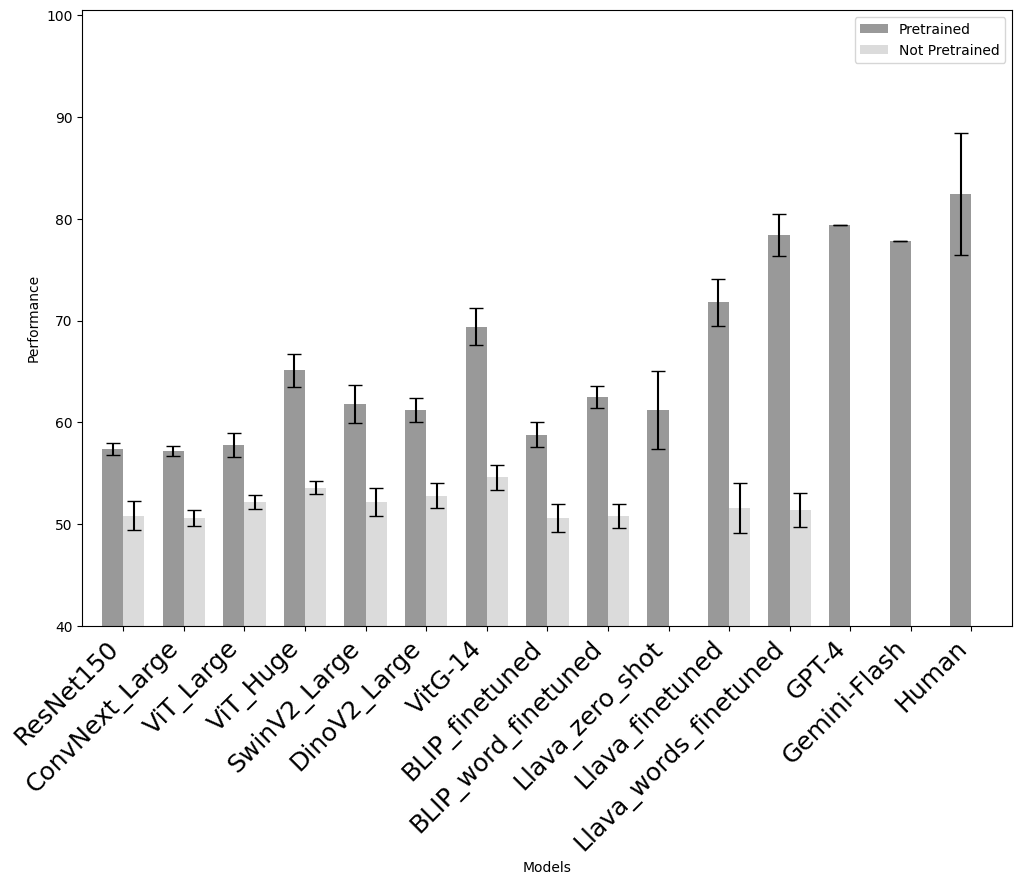 Pretrained
Not Pretrained
100
90
80
70
60
50
40
Performance
ResNet150
ConvNext_Large
ViT_Large
ViT_Huge
SwinV2_Large
DinoV2_Large
VitG-14
BLIP_finetuned
BLIP_word_finetuned
Llava_zero_shot
Llava_finetuned
Llava_words_finetuned
GPT-4
Gemini-Flash
Human
Models